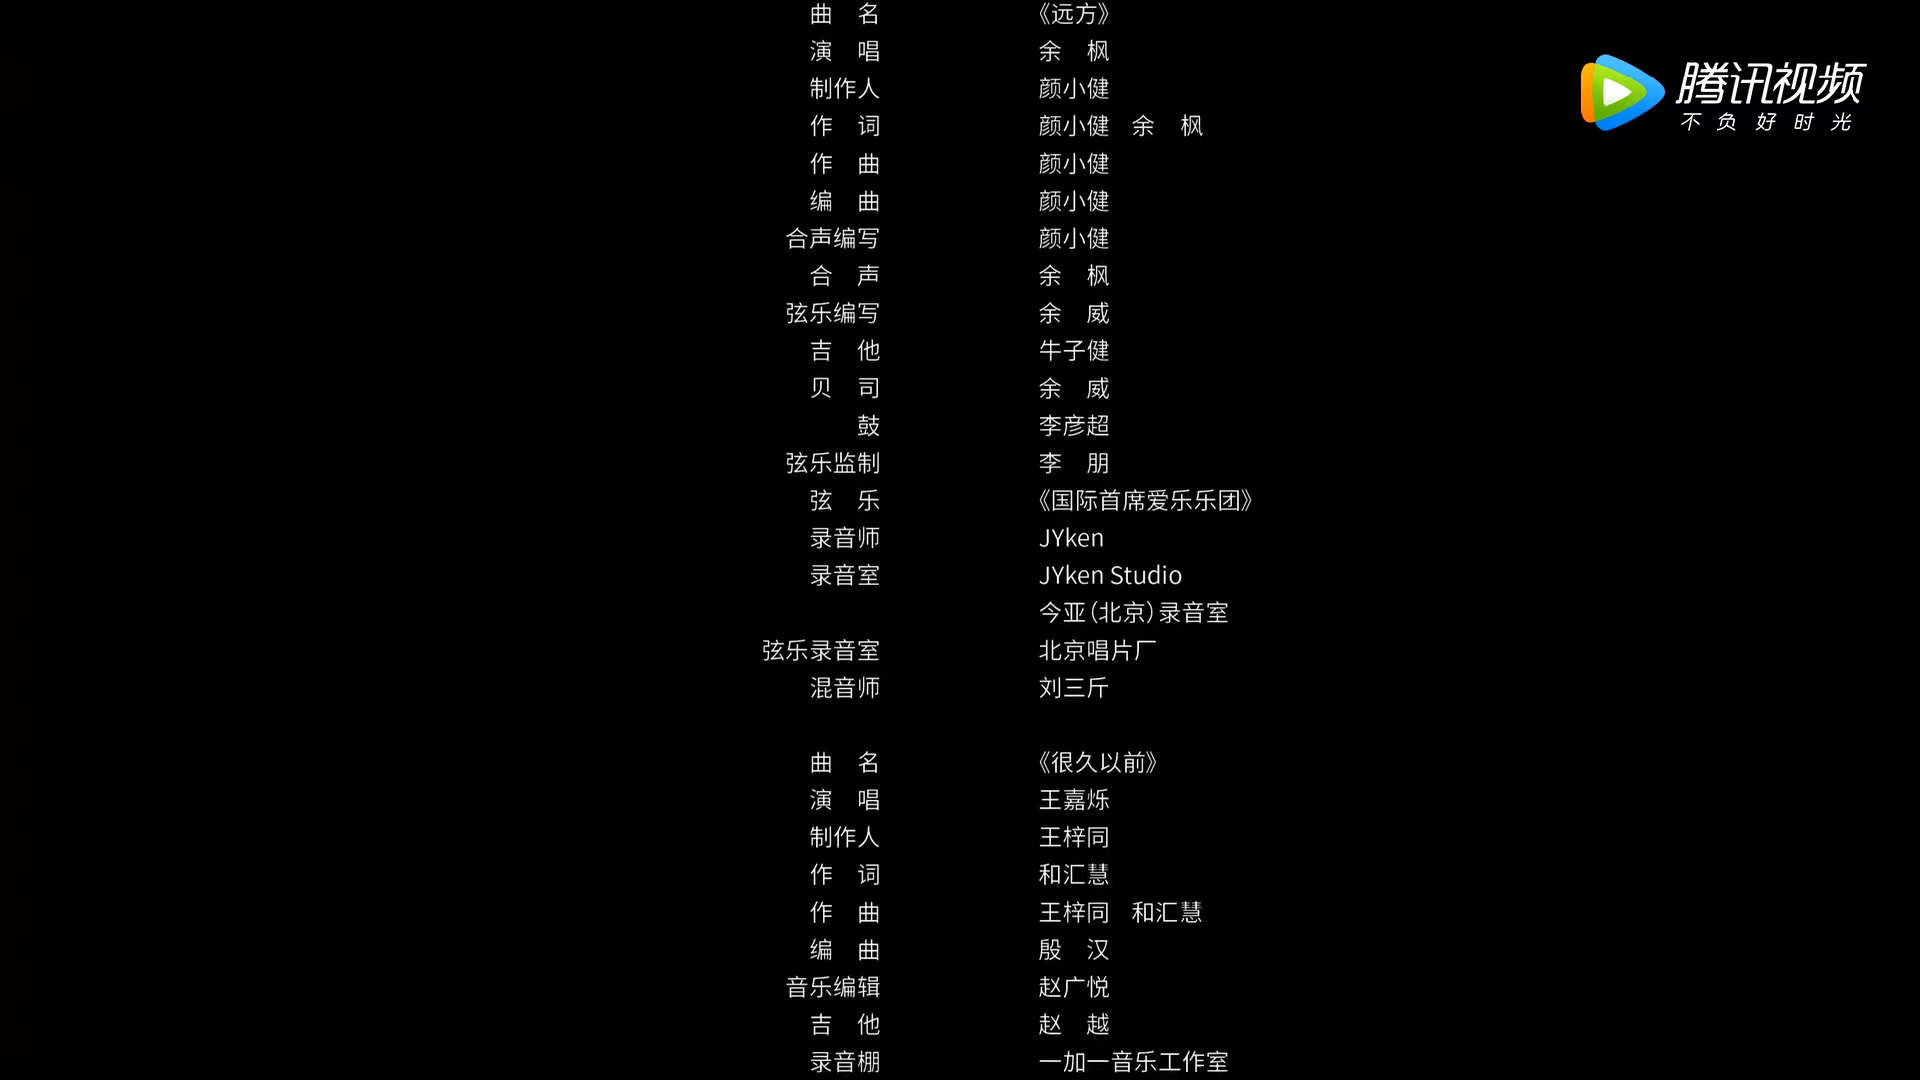 曲 名 《远方》
演 唱 余 枫
制作人 颜小健
作 词 颜小健 余 枫
作 曲 颜小健
编 曲 颜小健
合声编写 颜小健
合 声 余 枫
弦乐编写 余 威
吉 他 牛子健
贝 司 余 威
鼓 李彦超
弦乐监制 李 朋
弦 乐 《国际首席爱乐乐团》
录音师 JYken
录音室 JYken Studio
今亚(北京)录音室
弦乐录音室 北京唱片厂
混音师 刘三斤
曲 名 《很久以前》
演 唱 王嘉烁
制作人 王梓同
作 词 和汇慧
作 曲 王梓同 和汇慧
编 曲 殷 汉
音乐编辑 赵广悦
吉 他 赵 越
录音棚 一加一音乐工作室
腾讯视频
不负好时光